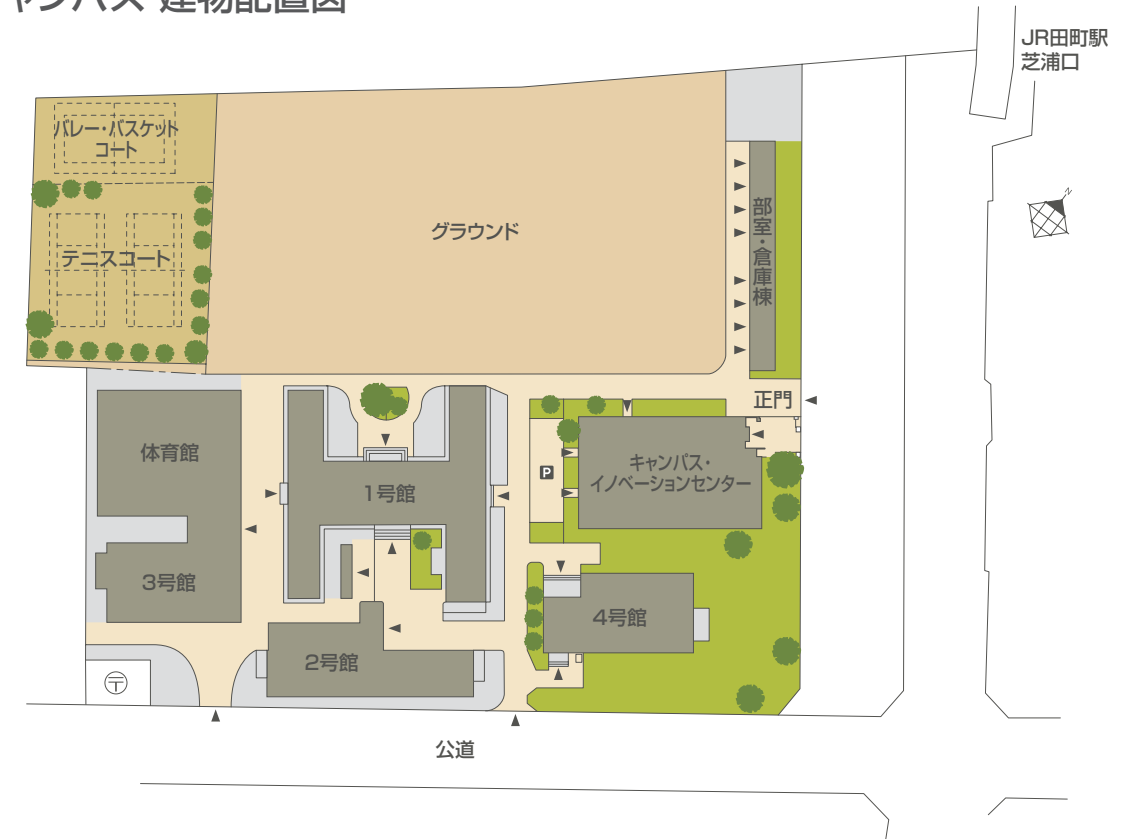 ャンパス 建物配置図
JR田町駅
芝浦口
バレー・バスケット
コート
グラウンド
部室・倉庫棟
テニスコート
N
正門
体育館
1号館
P
キャンパス・
イノベーションセンター
3号館
4号館
2号館
〒
公道